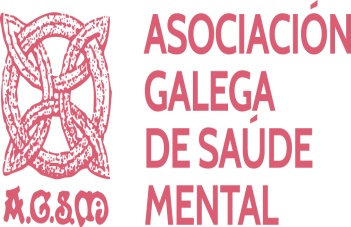 ASOCIACIÓN
GALEGA
DE SAÚDE
MENTAL
A.G.S.M